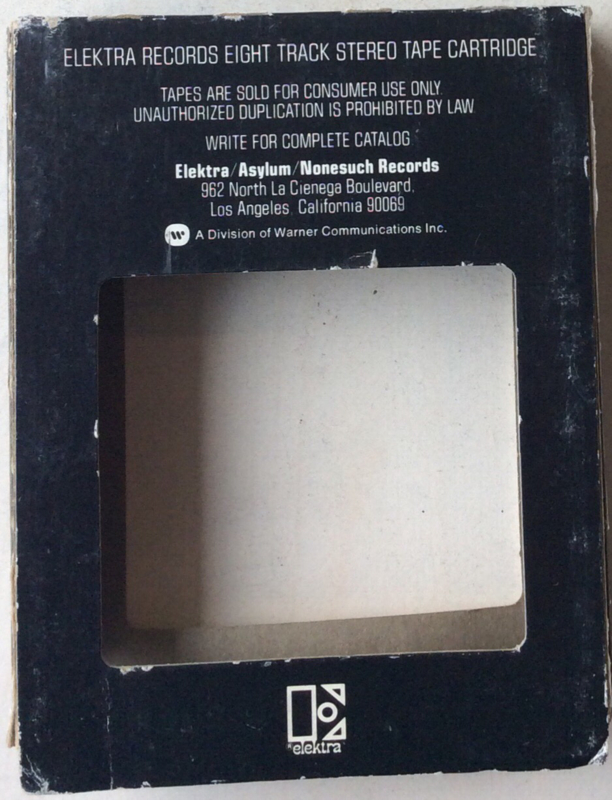 ELEKTRA RECORDS EIGHT TRACK STEREO TAPE CARTRIDGE
TAPES ARE SOLD FOR CONSUMER USE ONLY.
UNAUTHORIZED DUPLICATION IS PROHIBITED BY LAW
WRITE FOR COMPLETE CATALOG
Elektra/Asylum/Nonesuch Records
962 North La Cienega Boulevard,
Los Angeles, California 90069
A Division of Warner Communications Inc.
elektra